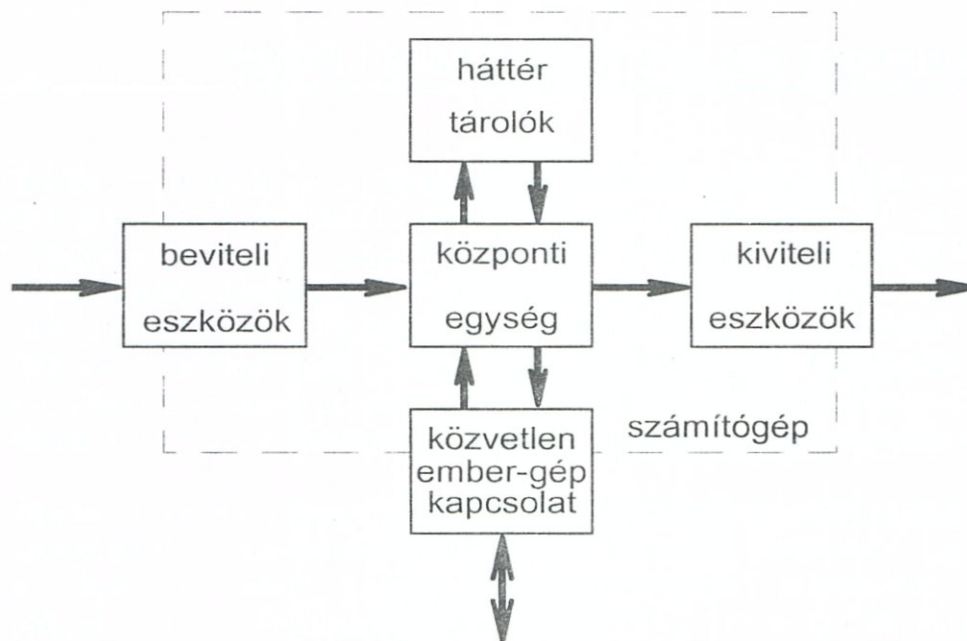 háttér
tárolók
beviteli
eszközök
központi
egység
kiviteli
eszközök
közvetlen
ember-gép
kapcsolat
számítógép